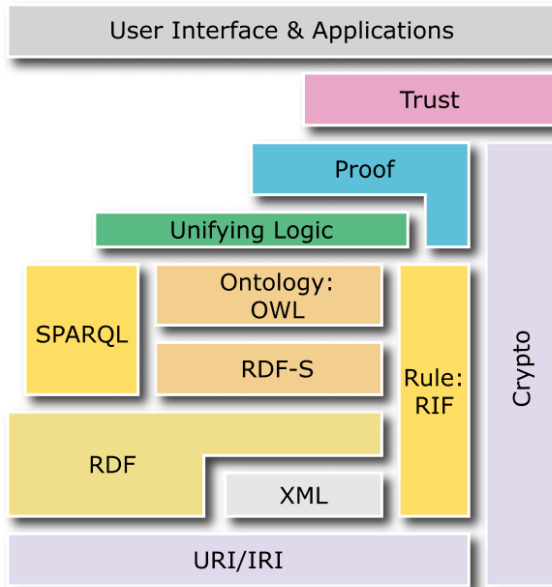 User Interface & Applications
Trust
Proof
Unifying Logic
SPARQL
Ontology:
OWL
RDF-S
Rule:
RIF
Crypto
RDF
XML
URI/IRI